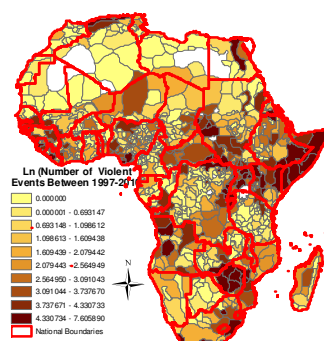 N
Ln (Number of Violent
Events Between 1997-201
0.000000
0.000001 - 0.693147
0.693148 - 1.098612
1.098613 - 1.609438
1.609439 - 2.079442
2.079443 - 2.564949
2.564950 - 3.091043
3.091044 - 3.737670
3.737671 - 4.330733
4.330734 - 7.605890
National Boundaries